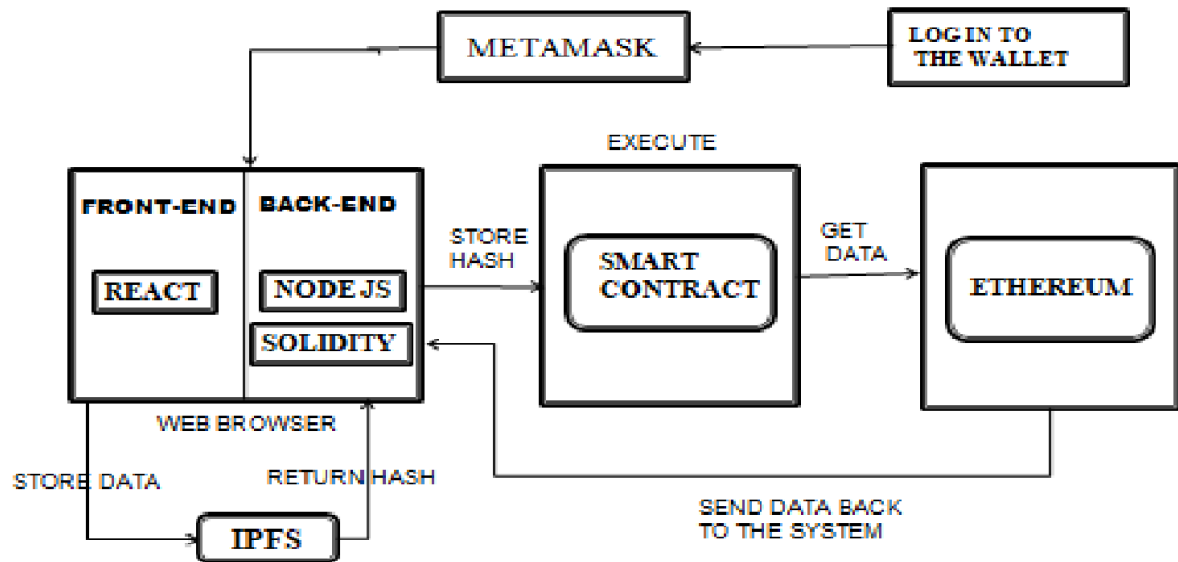 METAMASK
LOG IN TO
THE WALLET
EXECUTE
FRONT-END
BACK-END
STORE
HASH
GET
DATA
REACT
NODE JS
SOLIDITY
SMART
CONTRACT
ETHEREUM
WEB BROWSER
STORE DATA
RETURN HASH
IPFS
SEND DATA BACK
TO THE SYSTEM